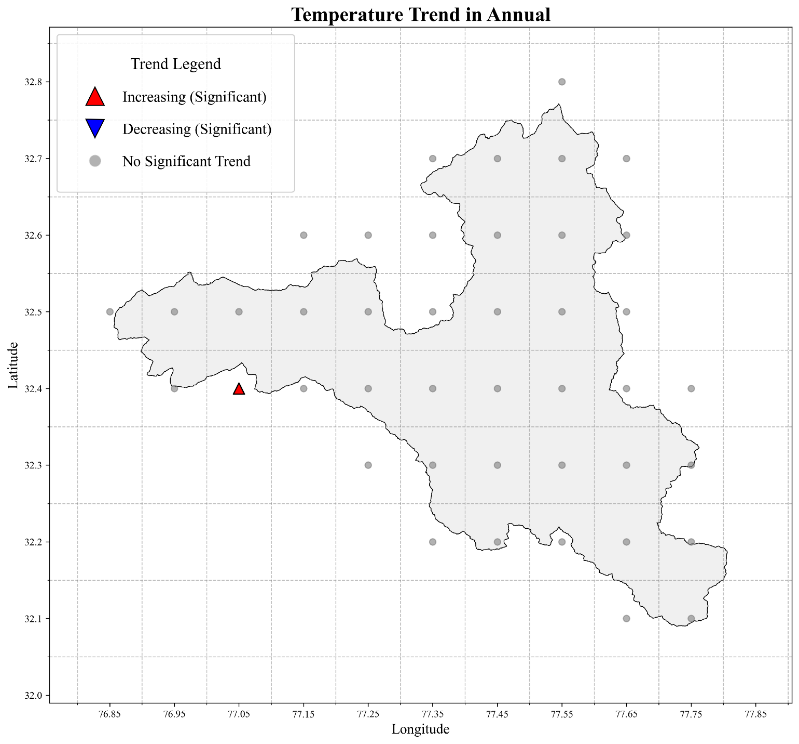 Temperature Trend in Annual
Trend Legend
Increasing (Significant)
Decreasing (Significant)
No Significant Trend
Latitude
32.8
32.7
32.6
32.5
32.4
32.3
32.2
32.1
32.0
76.85 76.95 77.05 77.15 77.25 77.35 77.45 77.55 77.65 77.75 77.85
Longitude